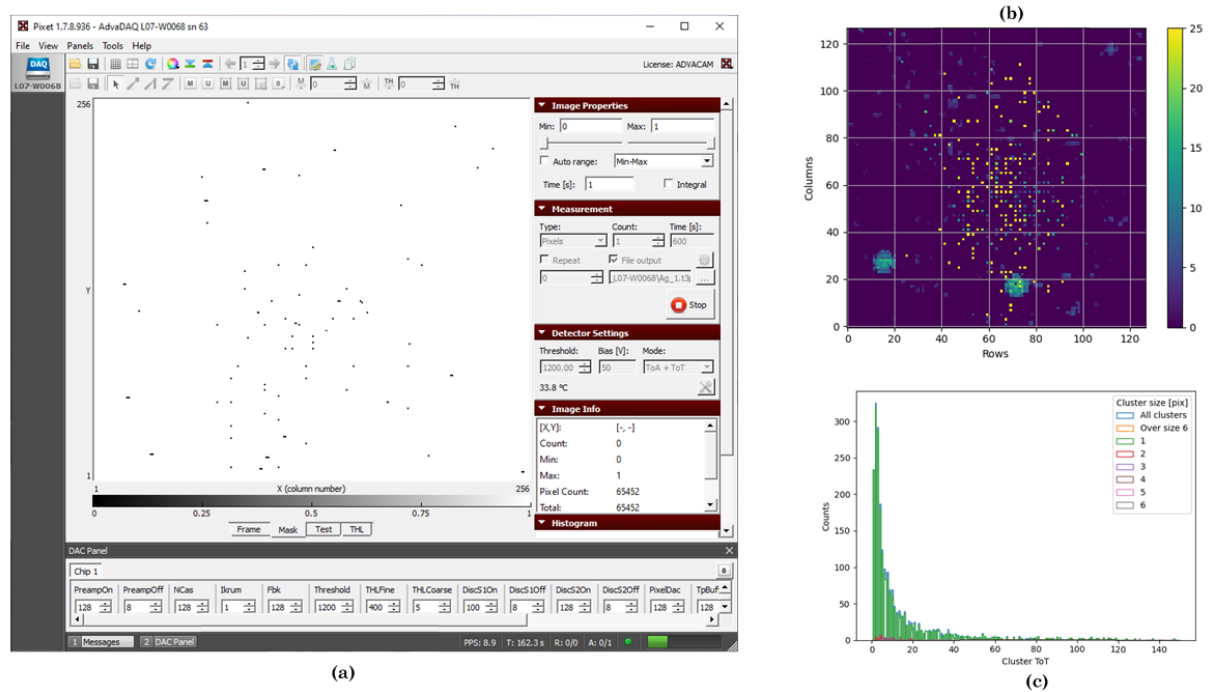 Pixet 1.7.8.936 - AdvaDAQ L07-W0068 sn 63
File View Panels Tools Help
DAQ
L07-W0068
1
License: ADVACAM
M U M U 0 M 0 M TH 0 TH
256
Y
1
1 X (column number) 256
0 0.25 0.5 0.75 1
Frame Mask Test THL
Image Properties
Min: 0 Max: 1
Auto range: Min-Max
Time [s]: 1 Integral
Measurement
Type: Count: Time [s]:
Pixels 1 600
Repeat File output
0 L07-W0068\Ag_1.t3p ...
Stop
Detector Settings
Threshold: Bias [V]: Mode:
1200.00 50 ToA + ToT
33.8 °C
Image Info
[X,Y]: [-, -]
Count: 0
Min: 0
Max: 1
Pixel Count: 65452
Total: 65452
Histogram
DAC Panel
Chip 1
PreampOn PreampOff NCas Ikrum Fbk Threshold THLFine THLCoarse DiscS1On DiscS1Off DiscS2On DiscS2Off PixelDac TpBuf
128 8 128 1 128 1200 400 5 100 8 128 8 128 128
1 Messages 2 DAC Panel PPS: 8.9 T: 162.3 s R: 0/0 A: 0/1
(a)
(b)
120
100
80
60
40
20
0
Columns
0 20 40 60 80 100 120
Rows
25
20
15
10
5
0
300
250
200
150
100
50
0
Counts
Cluster size [pix]
All clusters
Over size 6
1
2
3
4
5
6
0 20 40 60 80 100 120 140
Cluster ToT
(c)